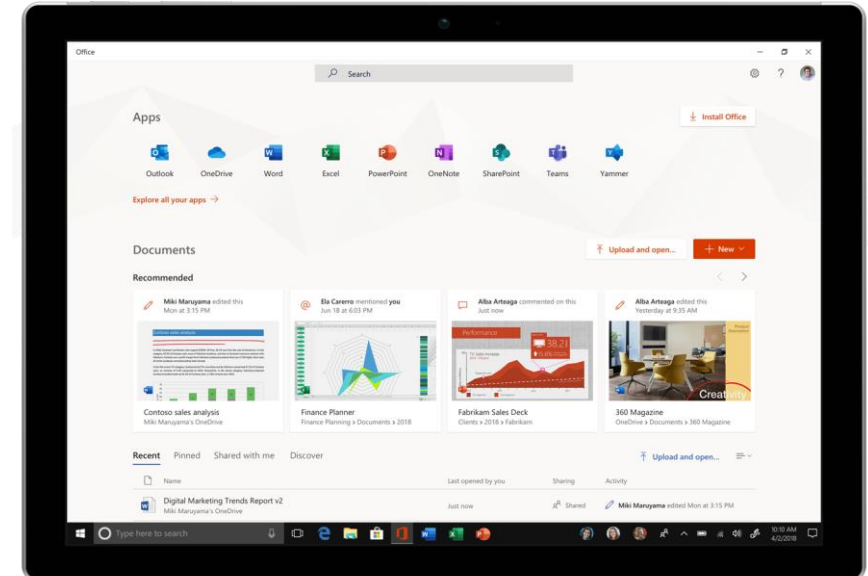 Office
Search
?
Apps
Install Office
Outlook
OneDrive
Word
Excel
PowerPoint
OneNote
SharePoint
Teams
Yammer
Explore all your apps →
Documents
Upload and open...
+ New
Recommended
Miki Maruyama edited this
Mon at 3:15 PM
Contoso sales analysis
Contoso sales analysis
Miki Maruyama's OneDrive
@ Ela Carerro mentioned you
Jun 18 at 6:03 PM
Finance Planner
Finance Planning > Documents > 2018
Alba Arteaga commented on this
Just now
Performance
38.21
Fabrikam Sales Deck
Clients > 2018 > Fabrikam
Alba Arteaga edited this
Yesterday at 9:35 AM
Product
Creativity
360 Magazine
OneDrive > Documents > 360 Magazine
Recent Pinned Shared with me Discover
Upload and open...
Name Last opened by you Sharing Activity
Digital Marketing Trends Report v2
Miki Maruyama's OneDrive
Just now
Shared
Miki Maruyama edited Mon at 3:15 PM
Type here to search
10:10 AM
4/2/2018